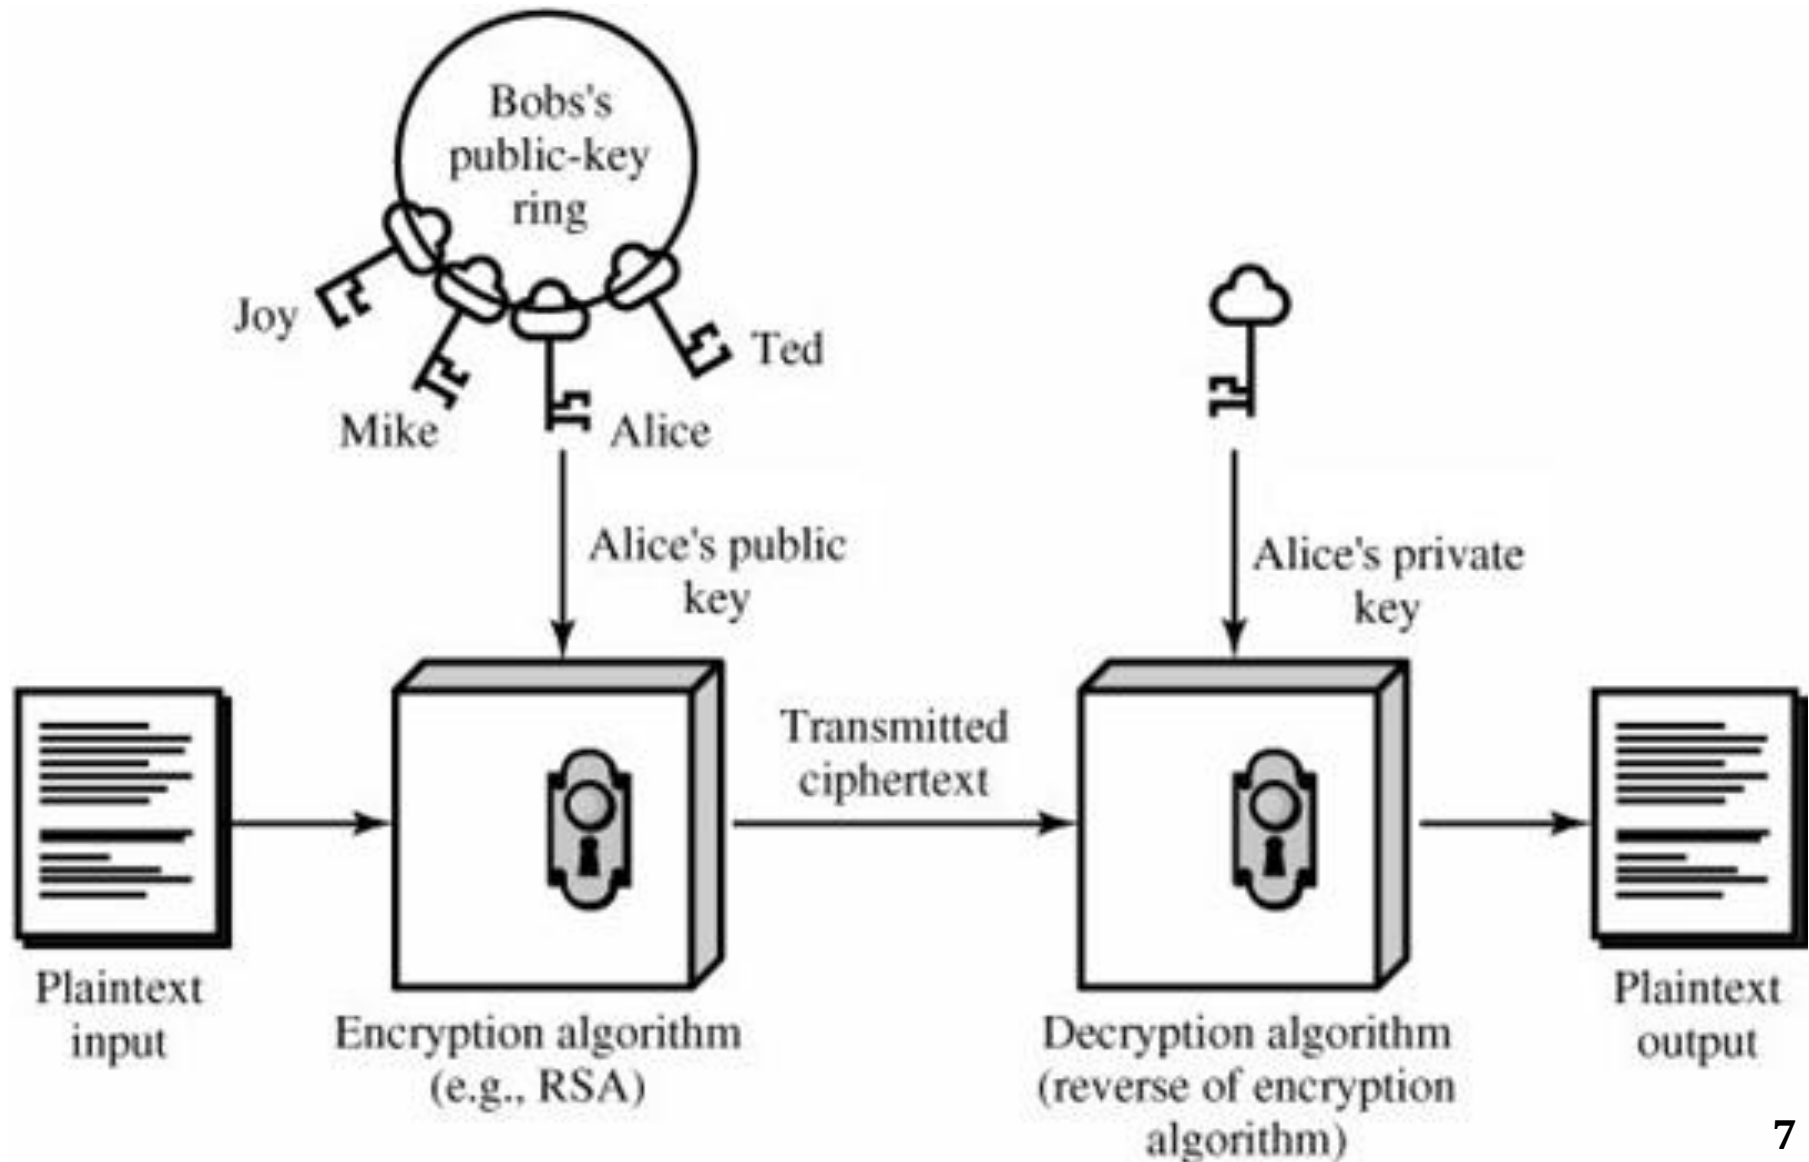 Bobs's
public-key
ring
Joy
Mike
Alice
Ted
Alice's public
key
Alice's private
key
Transmitted
ciphertext
Plaintext
input
Encryption algorithm
(e.g., RSA)
Decryption algorithm
(reverse of encryption
algorithm)
Plaintext
output
7